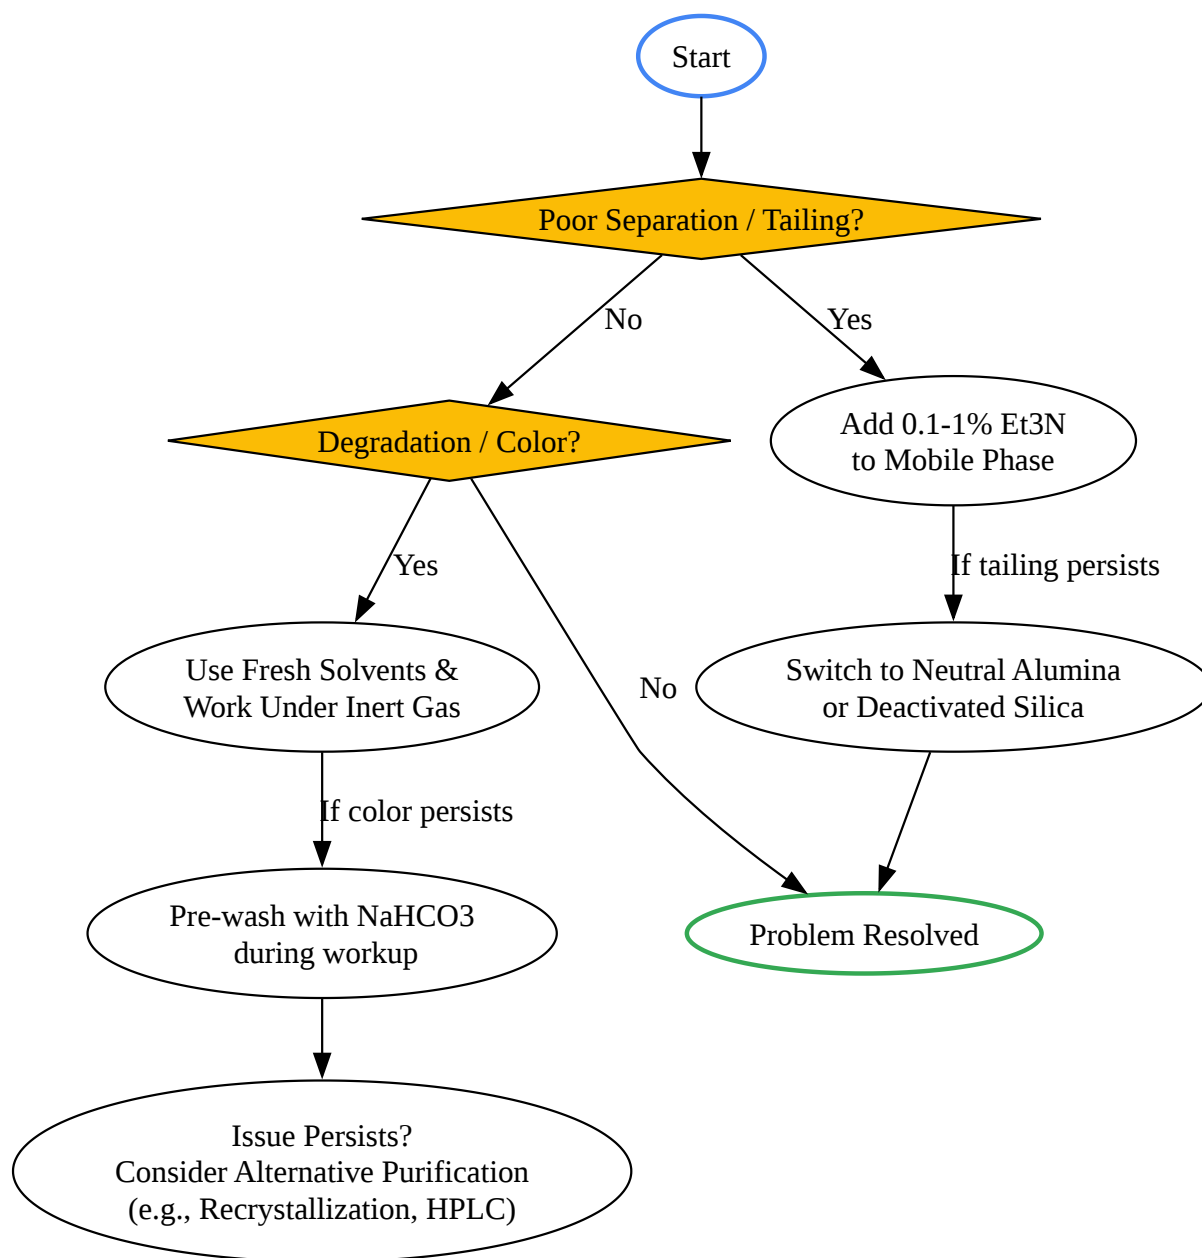 Start
Poor Separation / Tailing?
No
Yes
Degradation / Color?
Add 0.1-1% Et3N
to Mobile Phase
Yes
If tailing persists
Use Fresh Solvents &
Work Under Inert Gas
No
Switch to Neutral Alumina
or Deactivated Silica
If color persists
Pre-wash with NaHCO3
during workup
Problem Resolved
Issue Persists?
Consider Alternative Purification
(e.g., Recrystallization, HPLC)